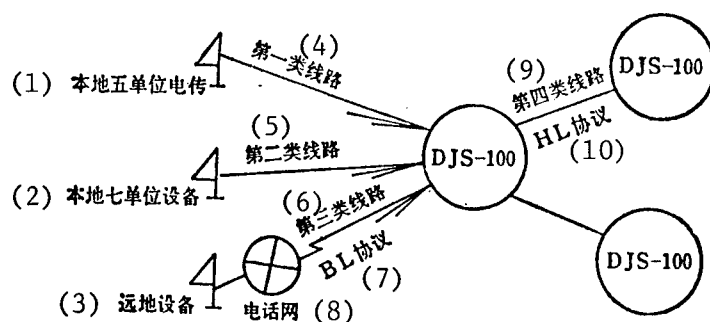 (4)
第一类线路
(1) 本地五单位电传
(5)
第二类线路
(2) 本地七单位设备
(6)
第三类线路
BL协议
(7)
(3) 远地设备
电话网 (8)
DJS-100
(9)
第四类线路
HL协议
(10)
DJS-100
DJS-100